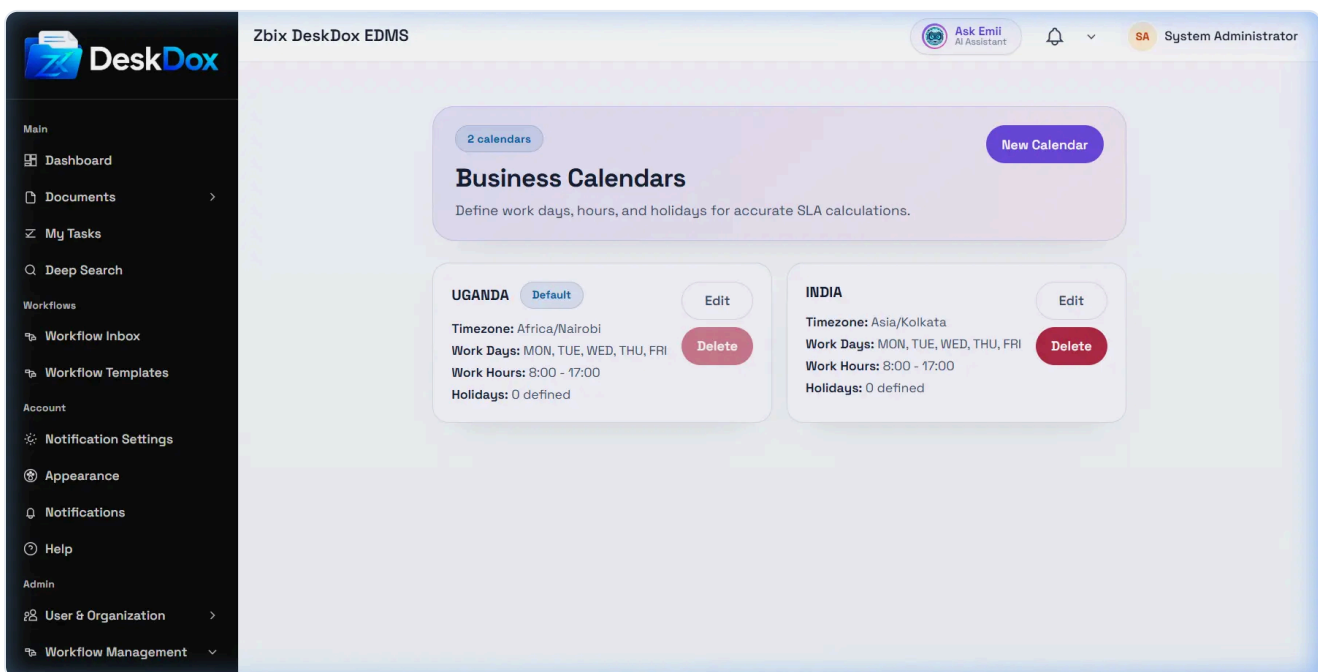 DeskDox
Main
Dashboard
Documents
My Tasks
Deep Search
Workflows
Workflow Inbox
Workflow Templates
Account
Notification Settings
Appearance
Notifications
Help
Admin
User & Organization
Workflow Management
Zbix DeskDox EDMS
Ask Emii
AI Assistant
SA System Administrator
2 calendars
New Calendar
Business Calendars
Define work days, hours, and holidays for accurate SLA calculations.
UGANDA Default
Edit
Timezone: Africa/Nairobi
Work Days: MON, TUE, WED, THU, FRI
Delete
Work Hours: 8:00 - 17:00
Holidays: 0 defined
INDIA
Edit
Timezone: Asia/Kolkata
Work Days: MON, TUE, WED, THU, FRI
Delete
Work Hours: 8:00 - 17:00
Holidays: 0 defined